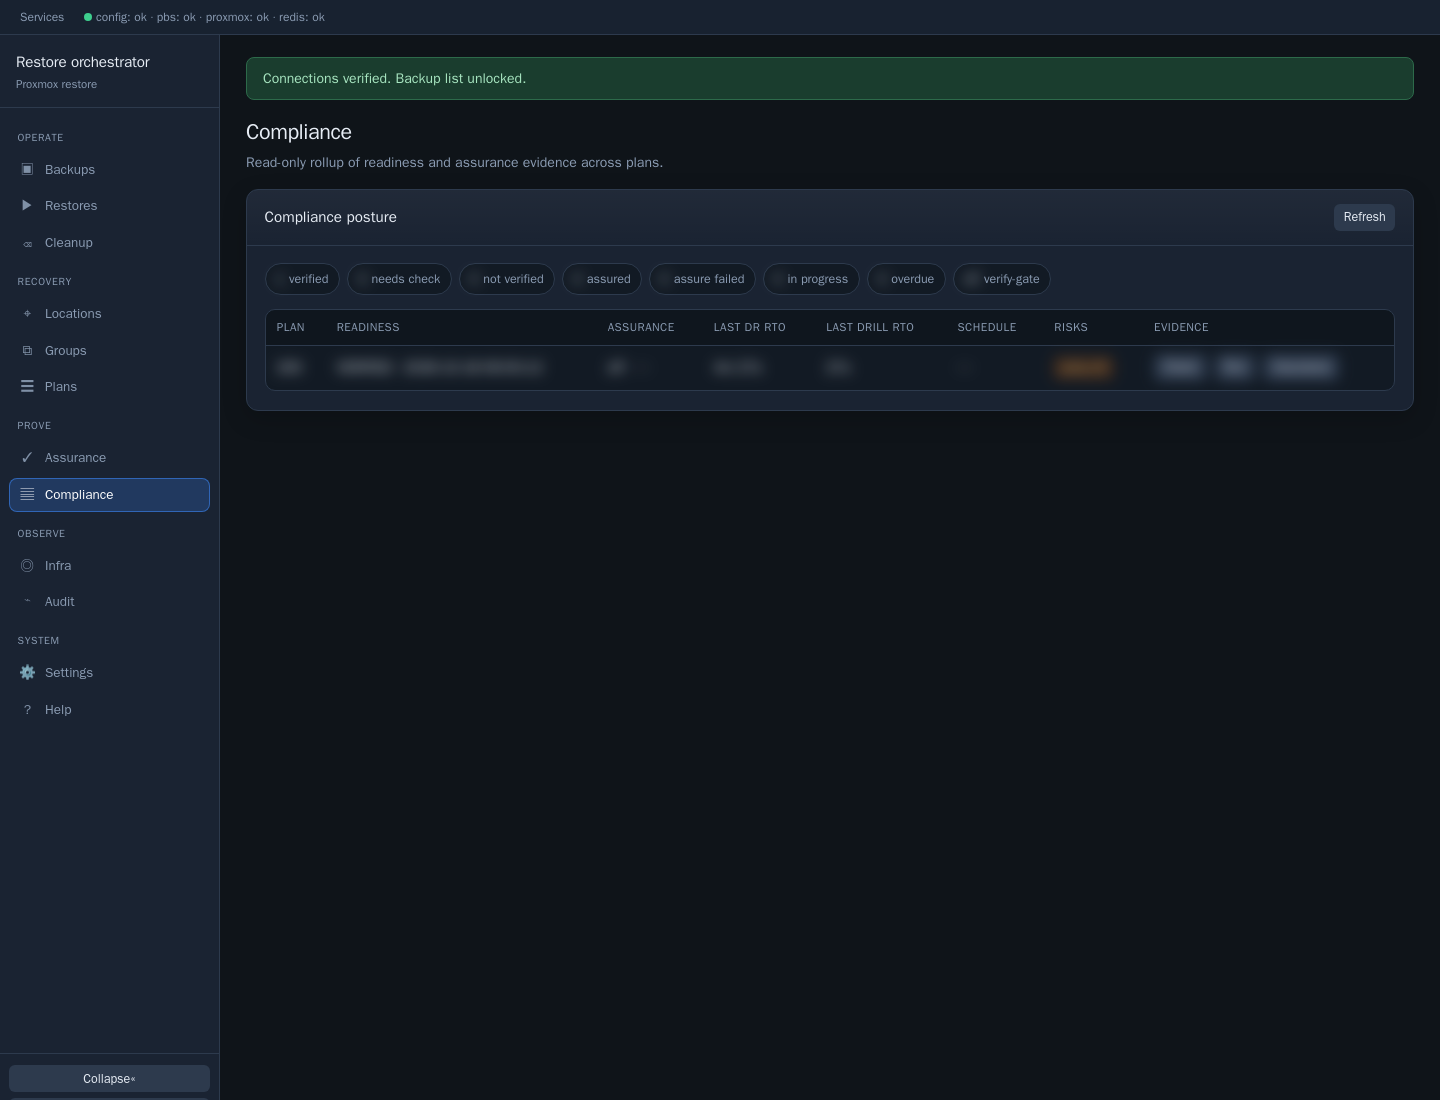 Services config: ok · pbs: ok · proxmox: ok · redis: ok
Restore orchestrator
Proxmox restore
OPERATE
Backups
Restores
Cleanup
RECOVERY
Locations
Groups
Plans
PROVE
Assurance
Compliance
OBSERVE
Infra
Audit
SYSTEM
Settings
? Help
Collapse«
Connections verified. Backup list unlocked.
Compliance
Read-only rollup of readiness and assurance evidence across plans.
Compliance posture
Refresh
verified needs check not verified assured assure failed in progress overdue verify-gate
PLAN READINESS ASSURANCE LAST DR RTO LAST DRILL RTO SCHEDULE RISKS EVIDENCE